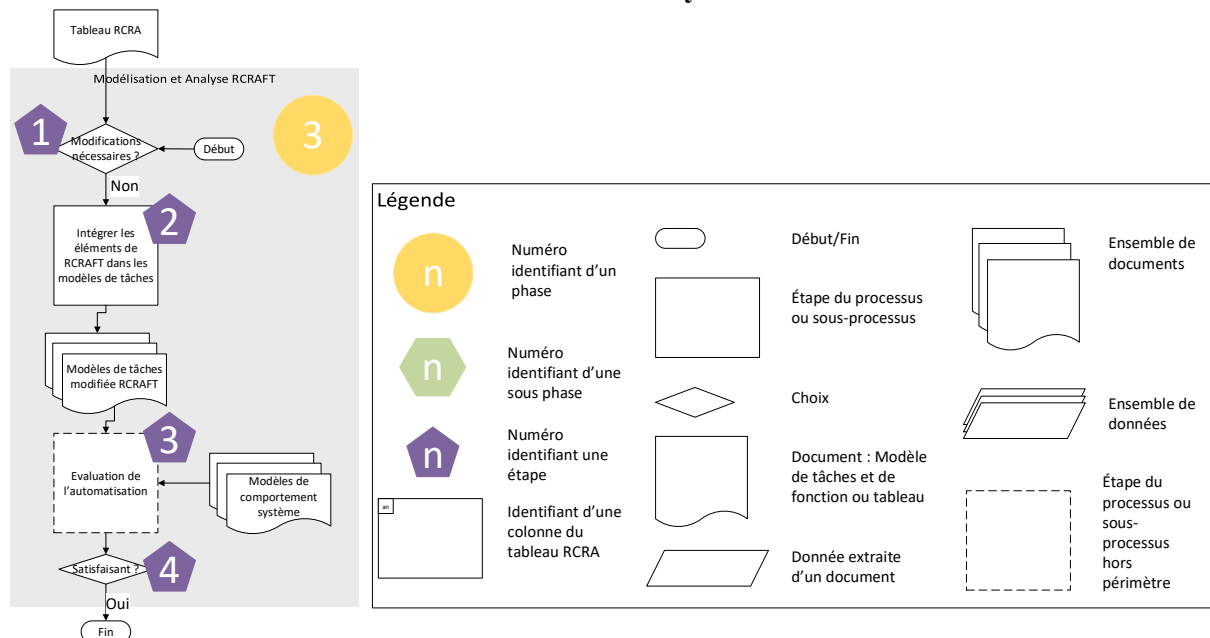 y
Tableau RCRA
Modélisation et Analyse RCRAFT
1
3
Modifications
nécessaires ?
Début
Non
2
Intégrer les
éléments de
RCRAFT dans les
modèles de tâches
Modèles de tâches
modifiée RCRAFT
3
Evaluation de
l'automatisation
Modèles de
comportement
système
Satisfaisant ?
4
Oui
Fin
Légende
n
Numéro
identifiant d'un
phase
n
Numéro
identifiant d'une
sous phase
n
Numéro
identifiant une
étape
an
Identifiant d'une
colonne du
tableau RCRA
Début/Fin
Étape du processus
ou sous-processus
Choix
Document : Modèle
de tâches et de
fonction ou tableau
Donnée extraite
d'un document
Ensemble de
documents
Ensemble de
données
Étape du
processus ou
sous-
processus
hors
périmètre